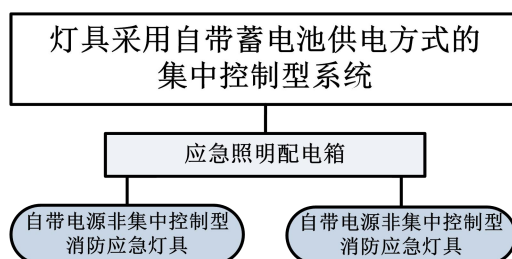 灯具采用自带蓄电池供电方式的
集中控制型系统
应急照明配电箱
自带电源非集中控制型
消防应急灯具
自带电源非集中控制型
消防应急灯具